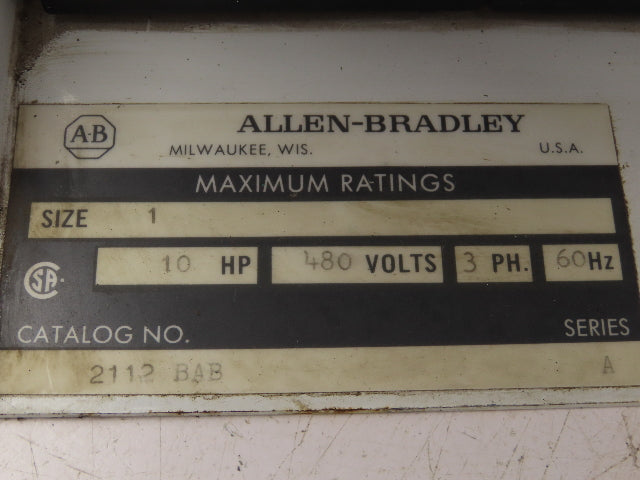 A-B
ALLEN-BRADLEY
MILWAUKEE, WIS. U.S.A.
MAXIMUM RATINGS
SIZE 1
SA 10 HP 480 VOLTS 3 PH. 60Hz
CATALOG NO. SERIES
2112 BAB A